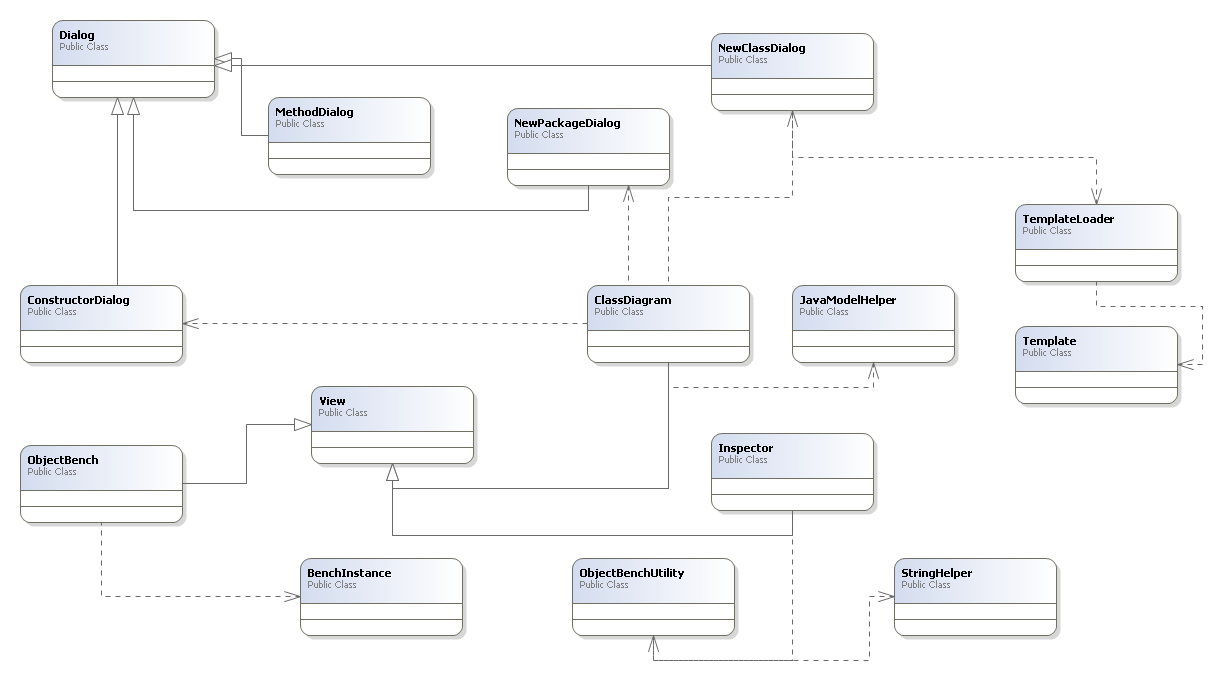 Dialog
Public Class
NewClassDialog
Public Class
MethodDialog
Public Class
NewPackageDialog
Public Class
TemplateLoader
Public Class
ConstructorDialog
Public Class
ClassDiagram
Public Class
JavaModelHelper
Public Class
Template
Public Class
View
Public Class
ObjectBench
Public Class
Inspector
Public Class
BenchInstance
Public Class
ObjectBenchUtility
Public Class
StringHelper
Public Class